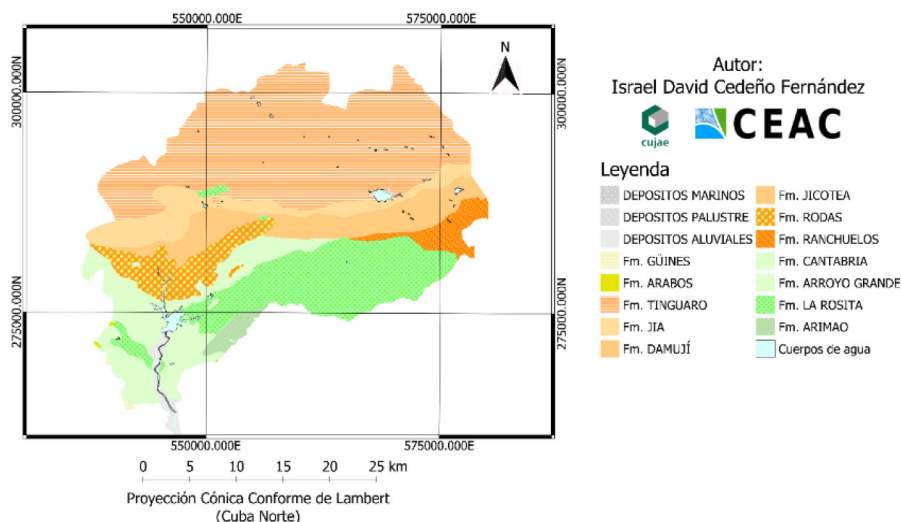 550000.000E 575000.000E
300000.000N 300000.000N
275000.000N 275000.000N
550000.000E 575000.000E
N
0 5 10 15 20 25 km
Proyección Cónica Conforme de Lambert
(Cuba Norte)
Autor:
Israel David Cedeño Fernández
cujae CEAC
Leyenda
DEPOSITOS MARINOS
DEPOSITOS PALUSTRE
DEPOSITOS ALUVIALES
Fm. GÜINES
Fm. ARABOS
Fm. TINGUARO
Fm. JIA
Fm. DAMUJÍ
Fm. JICOTEA
Fm. RODAS
Fm. RANCHUELOS
Fm. CANTABRIA
Fm. ARROYO GRANDE
Fm. LA ROSITA
Fm. ARIMAO
Cuerpos de agua